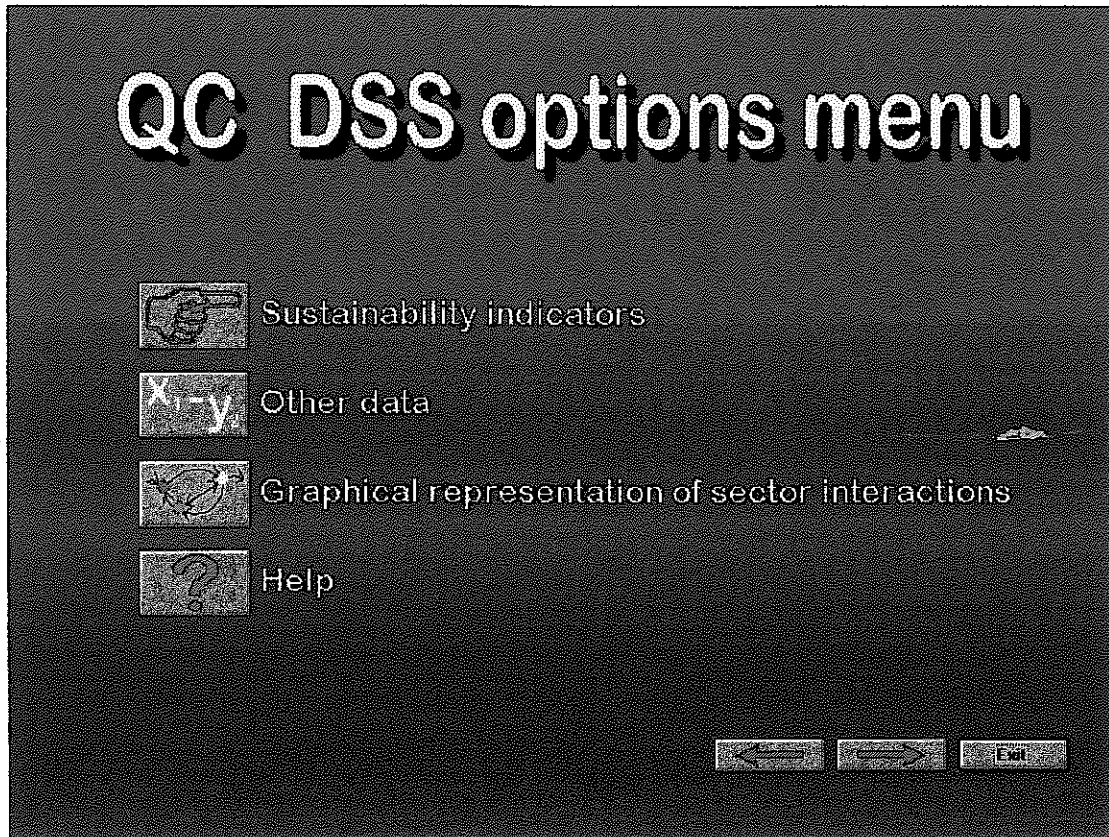 QC DSS options menu
Sustainability indicators
Other data
Graphical representation of sector interactions
Help
Exit